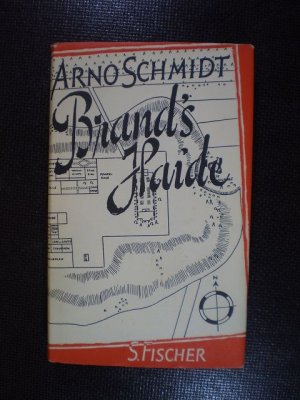 ARNO SCHMIDT
Brand's
Haide
S. FISCHER